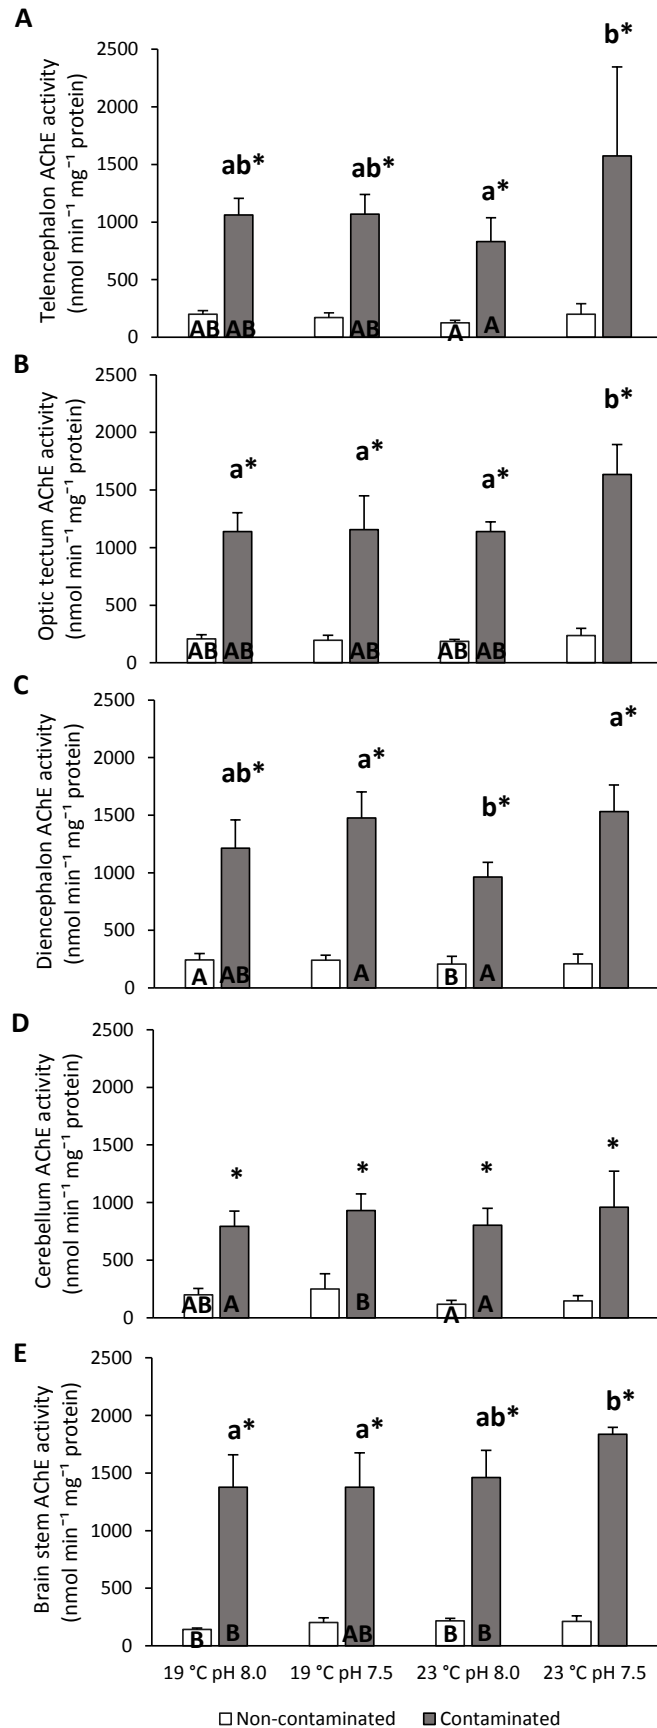 A
Telencephalon AChE activity
(nmol min⁻¹ mg⁻¹ protein)
2500
2000
1500
1000
500
0
ab*
ab*
a*
b*
AB AB
AB
A
A
B
Optic tectum AChE activity
(nmol min⁻¹ mg⁻¹ protein)
2500
2000
1500
1000
500
0
a*
a*
a*
b*
AB AB
AB
AB AB
C
Diencephalon AChE activity
(nmol min⁻¹ mg⁻¹ protein)
2500
2000
1500
1000
500
0
ab*
a*
b*
a*
A AB
A
B A
D
Cerebellum AChE activity
(nmol min⁻¹ mg⁻¹ protein)
2500
2000
1500
1000
500
0
*
*
*
*
AB A
B
A A
E
Brain stem AChE activity
(nmol min⁻¹ mg⁻¹ protein)
2500
2000
1500
1000
500
0
a*
a*
ab*
b*
B B
AB
B B
19 °C pH 8.0 19 °C pH 7.5 23 °C pH 8.0 23 °C pH 7.5
Non-contaminated Contaminated